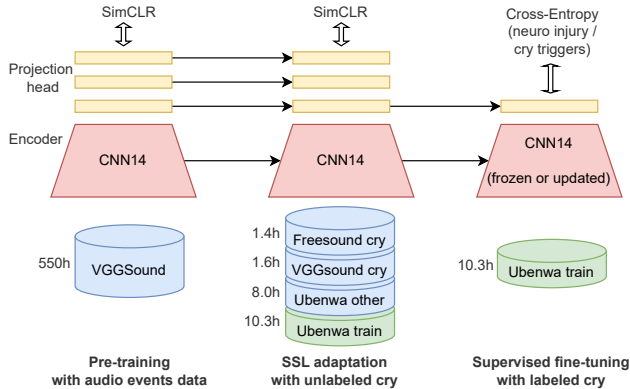 SimCLR
SimCLR
Cross-Entropy
(neuro injury /
cry triggers)
Projection
head
Encoder
CNN14
CNN14
CNN14
(frozen or updated)
550h
VGGSound
1.4h
Freesound cry
1.6h
VGGsound cry
8.0h
Ubenwa other
10.3h
Ubenwa train
10.3h
Ubenwa train
Pre-training
with audio events data
SSL adaptation
with unlabeled cry
Supervised fine-tuning
with labeled cry